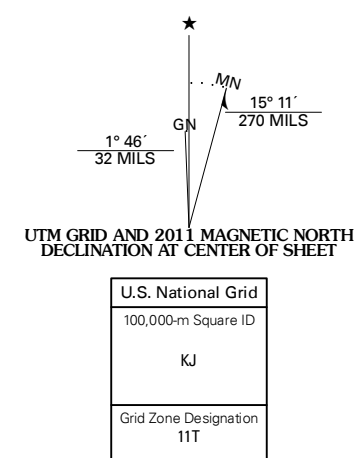 ★
MN
GN
15° 11´
270 MILS
1° 46´
32 MILS
UTM GRID AND 2011 MAGNETIC NORTH
DECLINATION AT CENTER OF SHEET
U.S. National Grid
100,000-m Square ID
KJ
Grid Zone Designation
11T